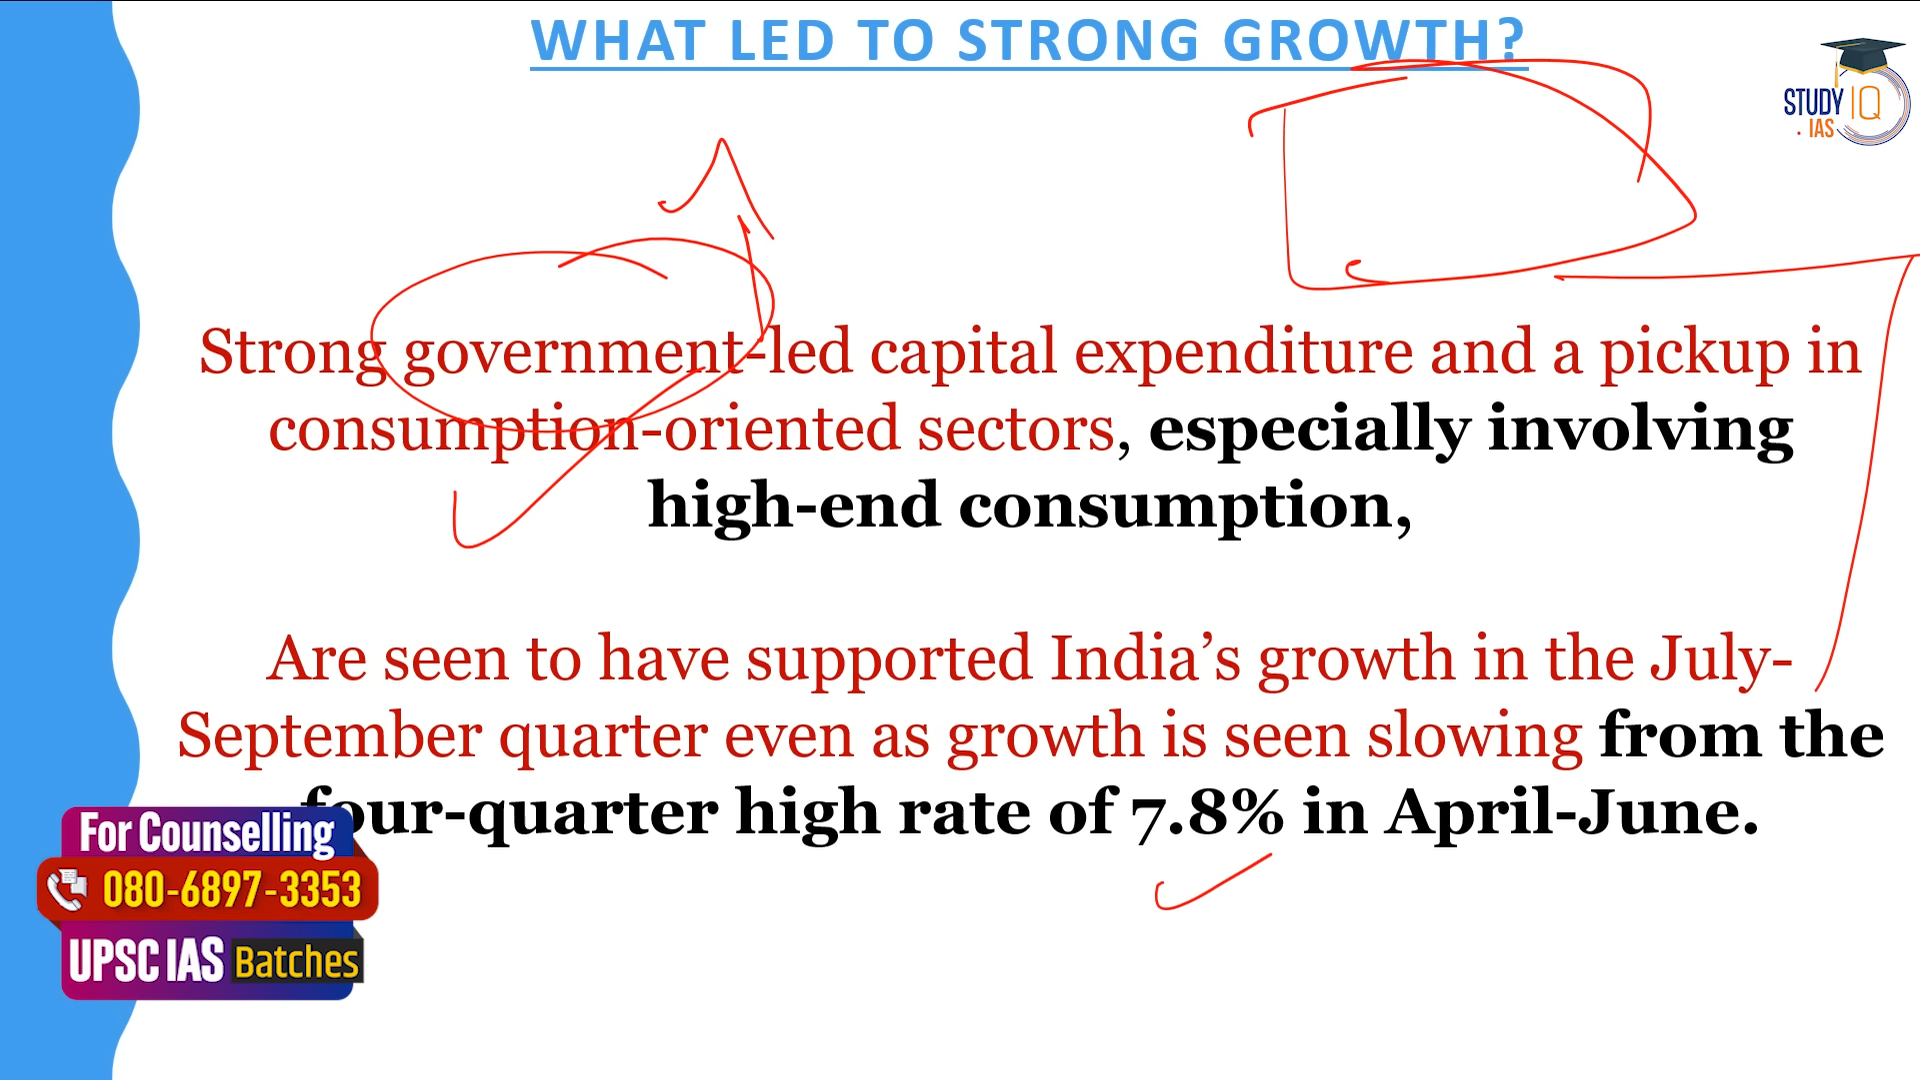 WHAT LED TO STRONG GROWTH?
STUDY IQ
IAS
Strong government-led capital expenditure and a pickup in
consumption-oriented sectors, especially involving
high-end consumption,
Are seen to have supported India’s growth in the July-
September quarter even as growth is seen slowing from the
four-quarter high rate of 7.8% in April-June.
For Counselling
080-6897-3353
UPSC IAS Batches